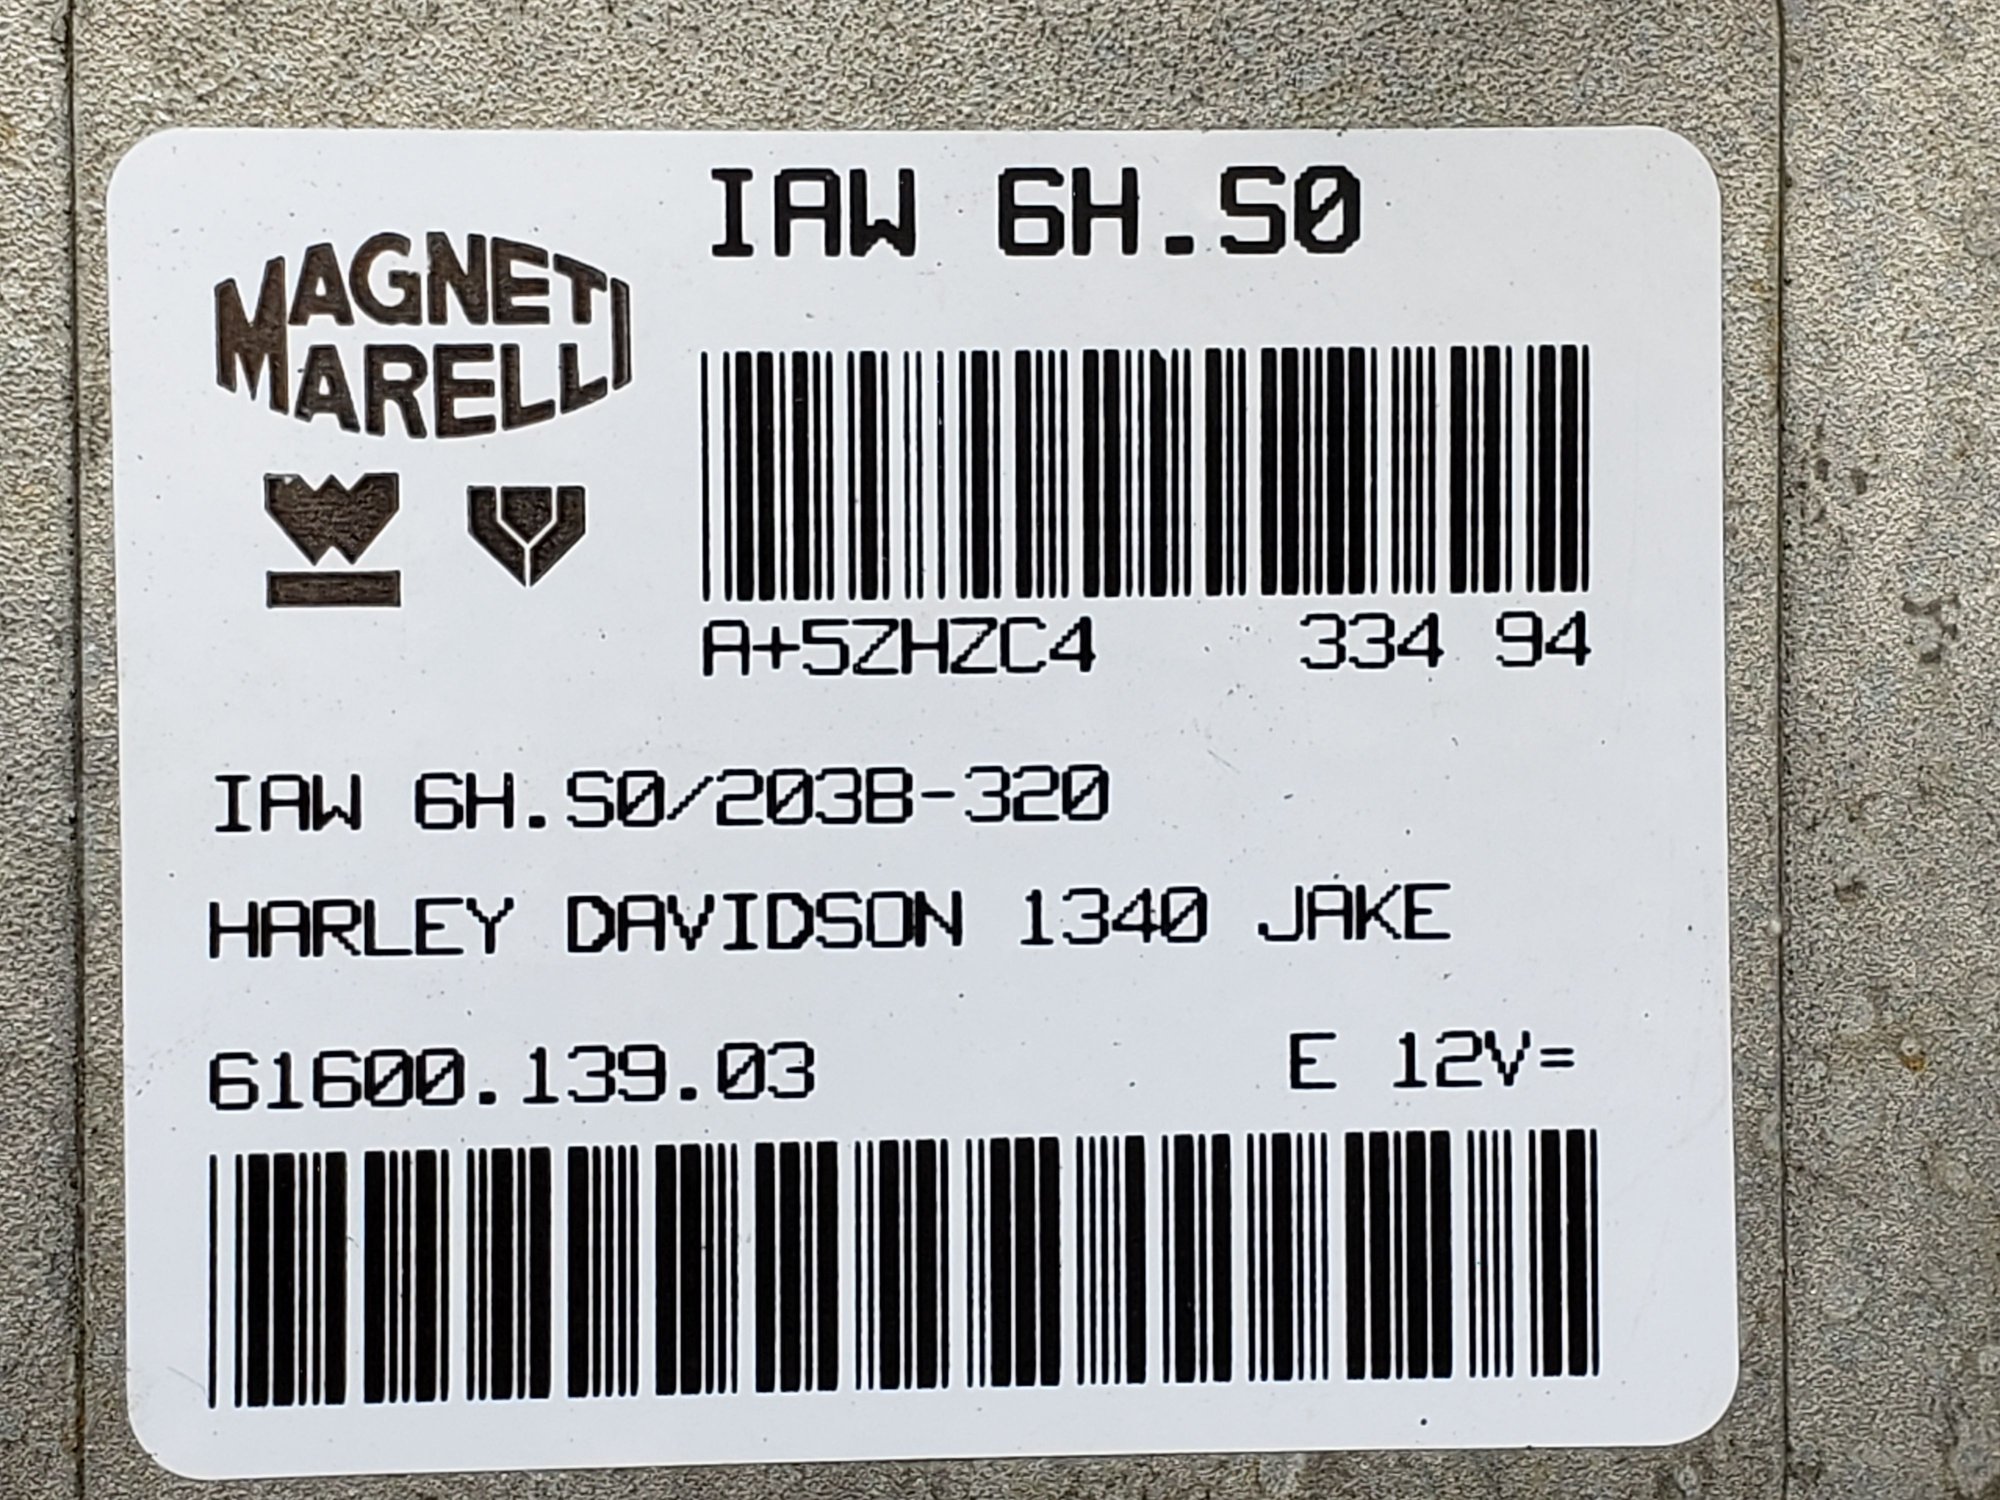 IAW 6H.S0
MAGNETI
MARELLI
A+5ZHZC4 334 94
IAW 6H.S0/203B-320
HARLEY DAVIDSON 1340 JAKE
61600.139.03 E 12V=